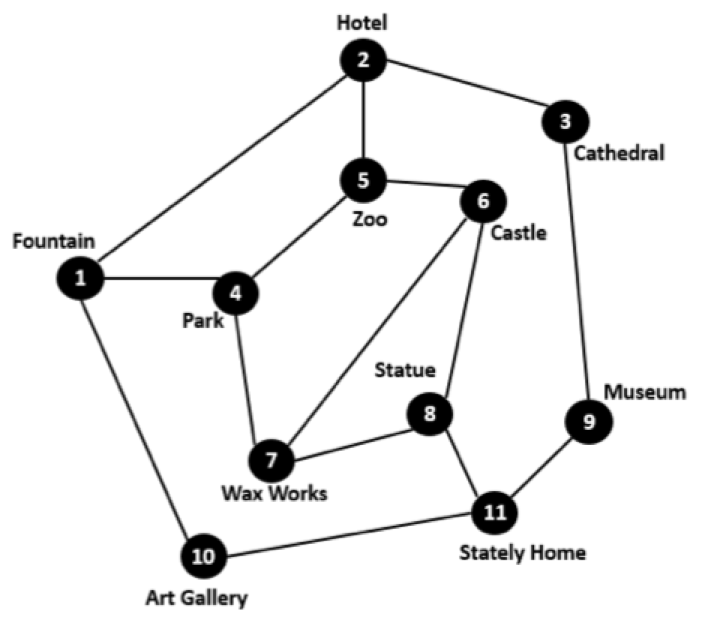 Hotel
2
3
Cathedral
5
Zoo
6
Castle
Fountain
1
4
Park
Statue
8
Museum
9
7
Wax Works
11
Stately Home
10
Art Gallery